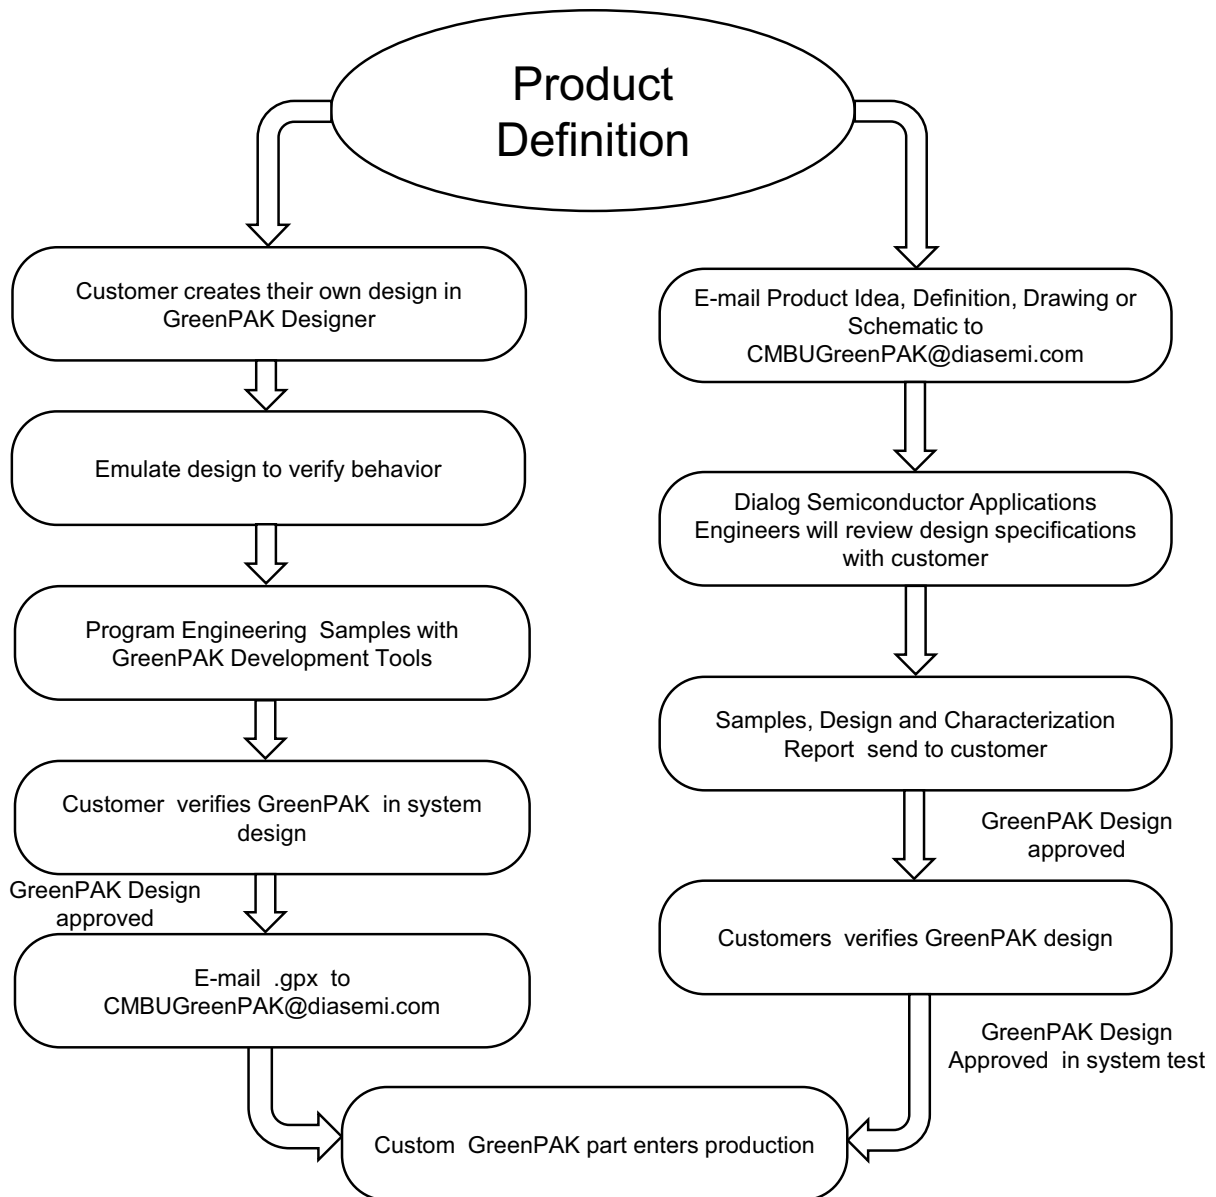 Product
Definition
Customer creates their own design in
GreenPAK Designer
Emulate design to verify behavior
Program Engineering Samples with
GreenPAK Development Tools
Customer verifies GreenPAK in system
design
GreenPAK Design
approved
E-mail .gpx to
CMBUGreenPAK@diasemi.com
E-mail Product Idea, Definition, Drawing or
Schematic to
CMBUGreenPAK@diasemi.com
Dialog Semiconductor Applications
Engineers will review design specifications
with customer
Samples, Design and Characterization
Report send to customer
GreenPAK Design
approved
Customers verifies GreenPAK design
GreenPAK Design
Approved in system test
Custom GreenPAK part enters production